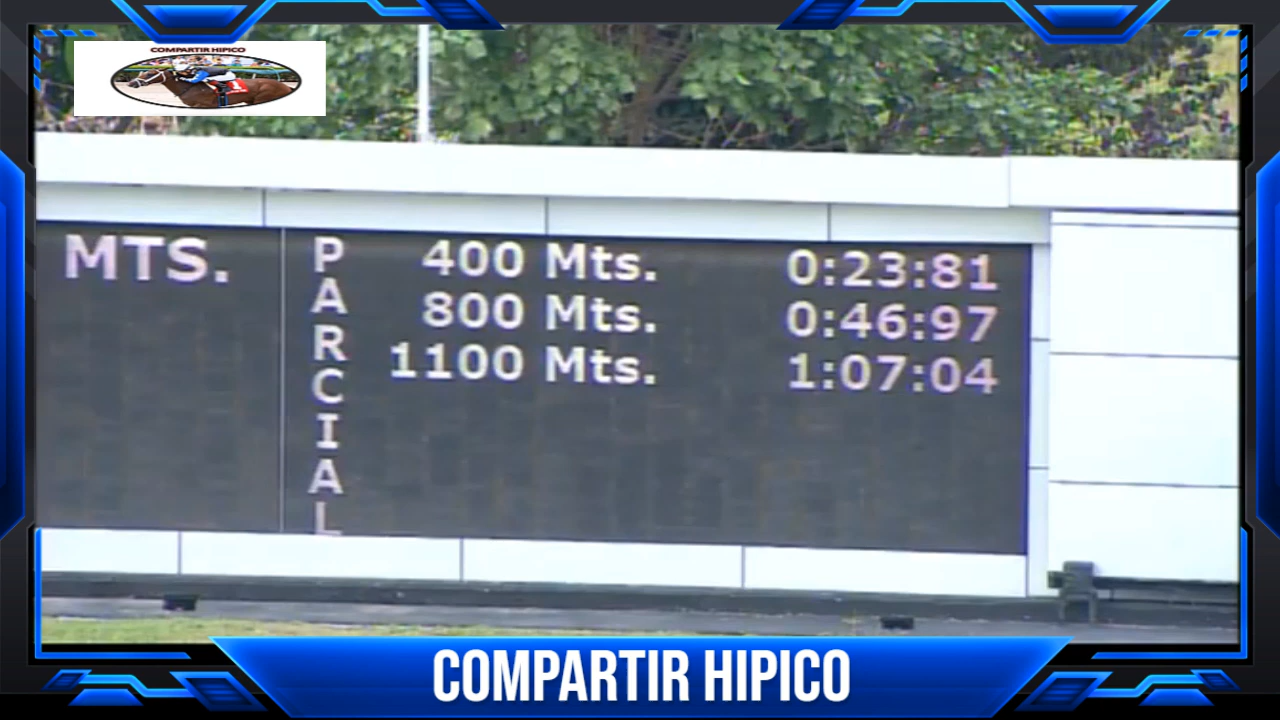 COMPARTIR HIPICO
1
MTS.
PARCIAL
400 Mts. 0:23:81
800 Mts. 0:46:97
1100 Mts. 1:07:04
COMPARTIR HIPICO